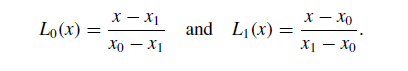 L₀(x) = (x − x₁)/(x₀ − x₁) and L₁(x) = (x − x₀)/(x₁ − x₀).